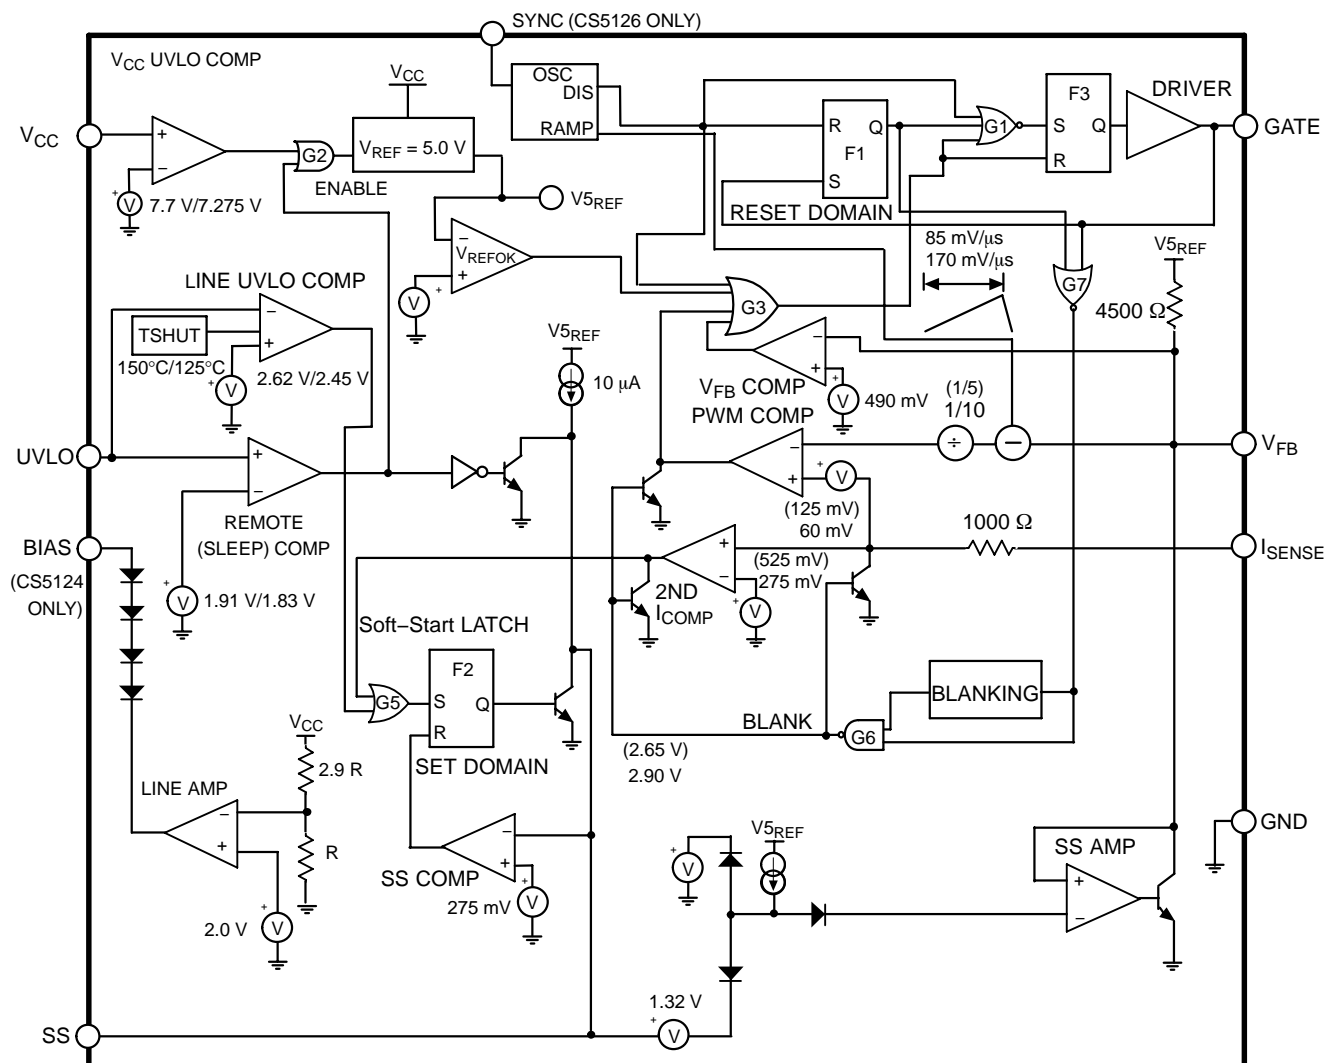 SYNC (CS5126 ONLY)
VCC UVLO COMP
VCC
OSC
DIS
RAMP
F3
DRIVER
VCC
+
−
G2
VREF = 5.0 V
ENABLE
R
Q
F1
S
G1
S
Q
R
GATE
+
V
7.7 V/7.275 V
V5REF
RESET DOMAIN
−
VREFOK
+
+
V
85 mV/µs
170 mV/µs
V5REF
G7
4500 Ω
LINE UVLO COMP
−
TSHUT
+
150°C/125°C
+
V
2.62 V/2.45 V
G3
V5REF
10 µA
−
+
+
V
490 mV
VFB COMP
PWM COMP
(1/5)
1/10
÷
−
VFB
UVLO
+
−
REMOTE
(SLEEP) COMP
−
+
+
V
(125 mV)
60 mV
1000 Ω
ISENSE
BIAS
(CS5124
ONLY)
+
V
1.91 V/1.83 V
+
−
(525 mV)
275 mV
+
V
2ND
ICOMP
Soft–Start LATCH
F2
G5
S
Q
R
SET DOMAIN
BLANKING
BLANK
G6
(2.65 V)
2.90 V
VCC
2.9 R
LINE AMP
−
+
R
+
V
2.0 V
−
+
SS COMP
+
V
275 mV
+
V
V5REF
SS AMP
+
−
GND
1.32 V
+
V
SS